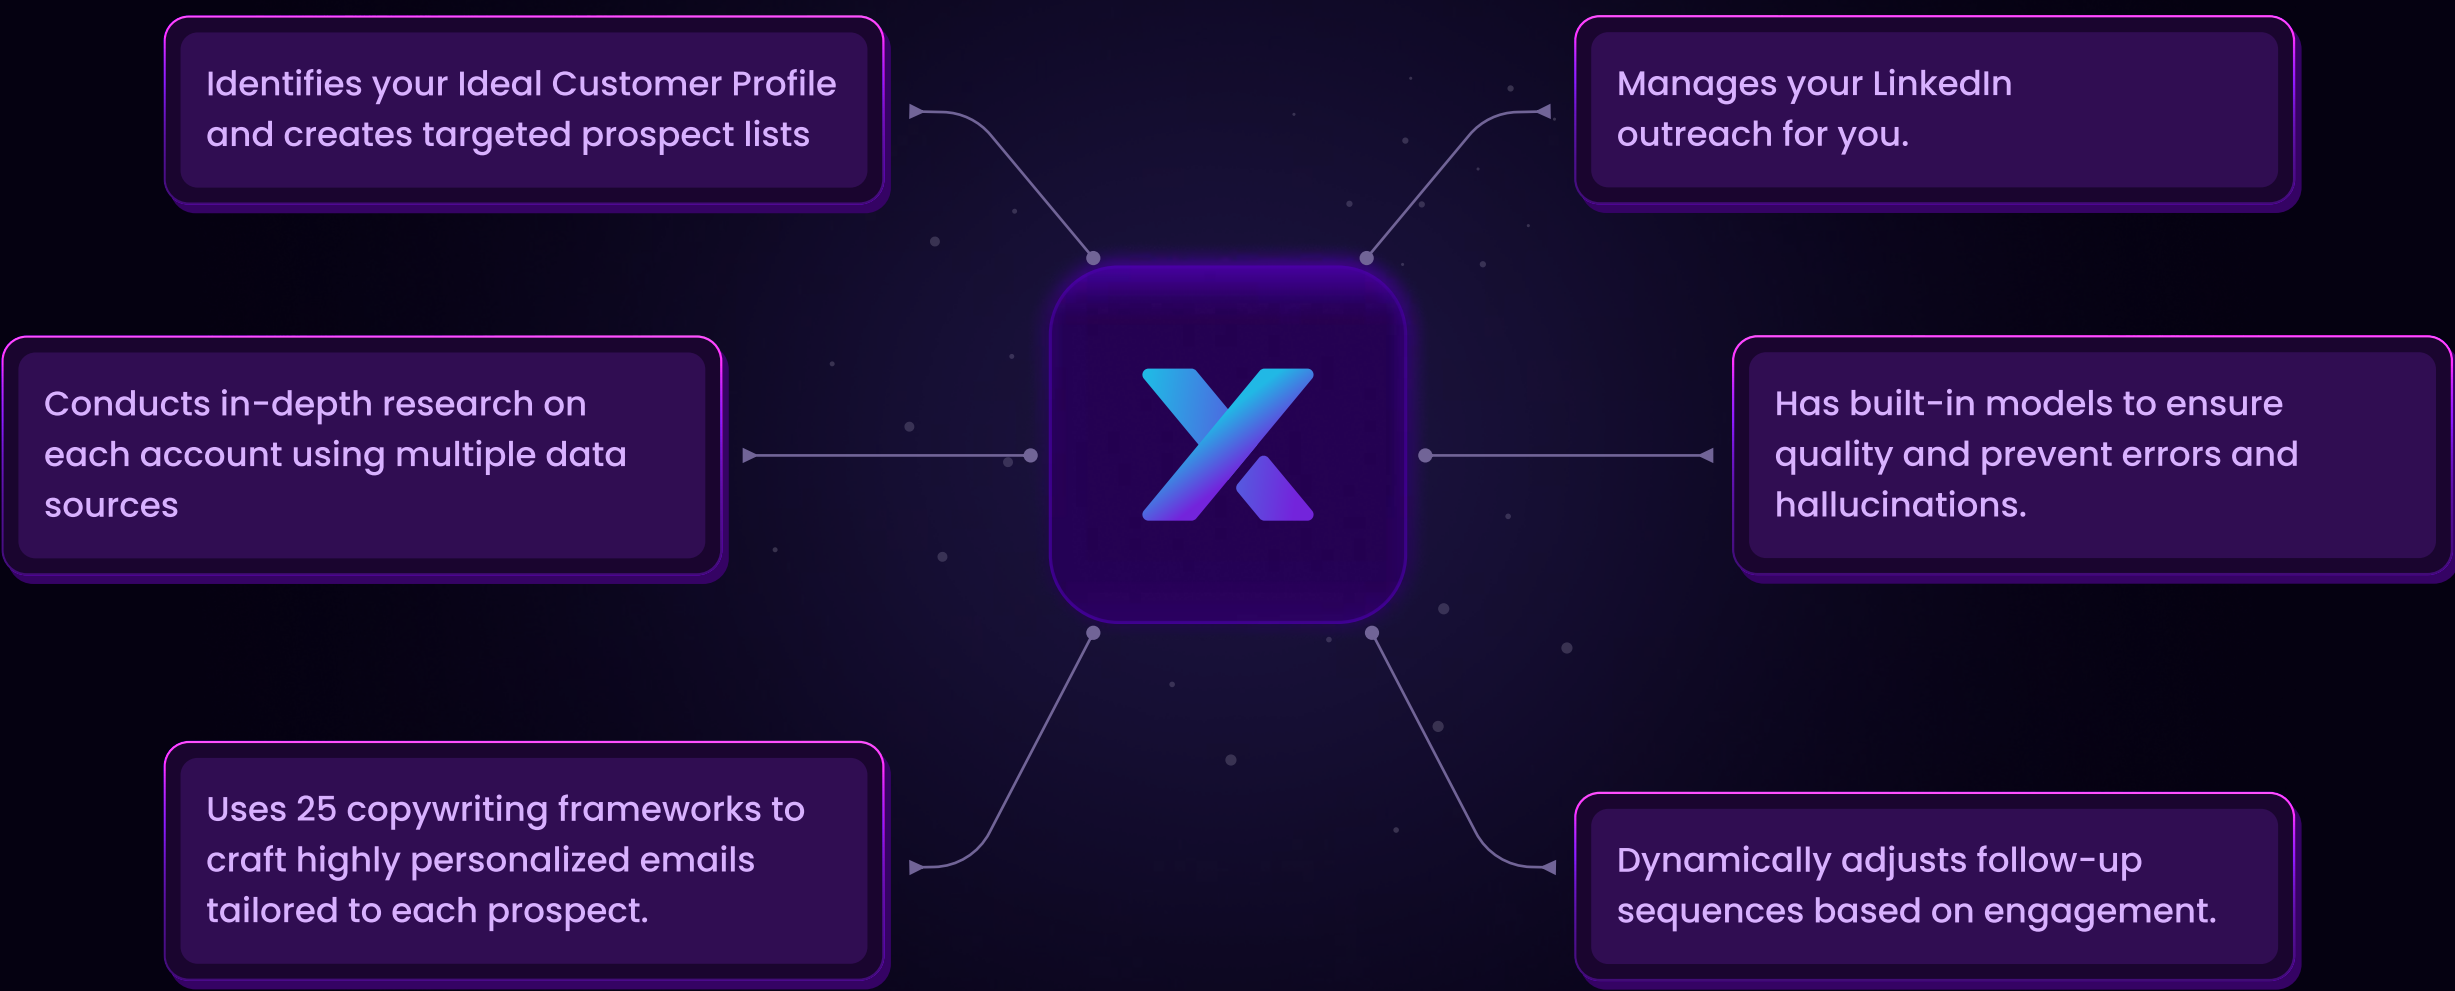 Identifies your Ideal Customer Profile
and creates targeted prospect lists
Manages your LinkedIn
outreach for you.
Conducts in-depth research on
each account using multiple data
sources
Has built-in models to ensure
quality and prevent errors and
hallucinations.
Uses 25 copywriting frameworks to
craft highly personalized emails
tailored to each prospect.
Dynamically adjusts follow-up
sequences based on engagement.